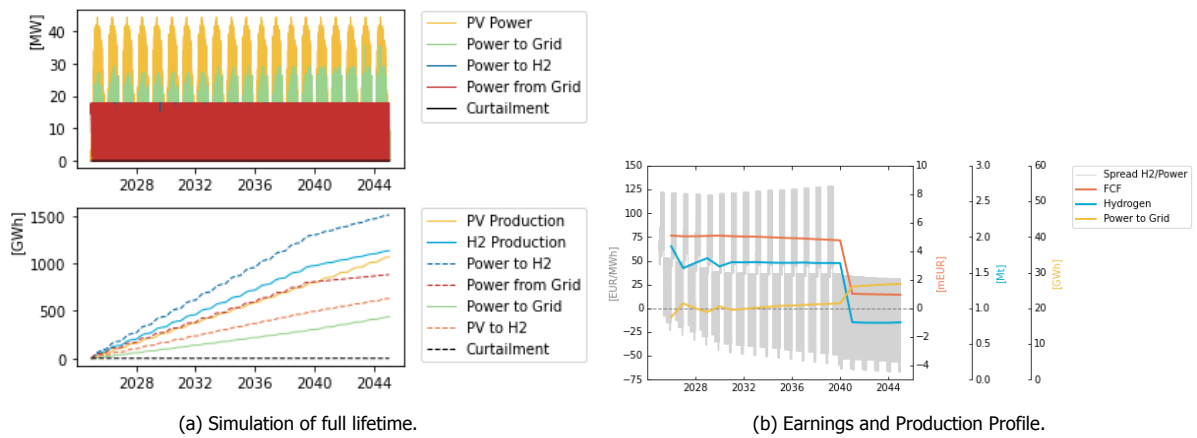 [MW]
40
30
20
10
0
2028 2032 2036 2040 2044
PV Power
Power to Grid
Power to H2
Power from Grid
Curtailment
[GWh]
1500
1000
500
0
2028 2032 2036 2040 2044
PV Production
H2 Production
Power to H2
Power from Grid
Power to Grid
PV to H2
Curtailment
(a) Simulation of full lifetime.
[EUR/MWh]
150
125
100
75
50
25
0
−25
−50
−75
2028 2032 2036 2040 2044
10
8
6
4
2
0
−2
−4
[mEUR]
3.0
2.5
2.0
1.5
1.0
0.5
0.0
[Mt]
60
50
40
30
20
10
0
[GWh]
Spread H2/Power
FCF
Hydrogen
Power to Grid
(b) Earnings and Production Profile.